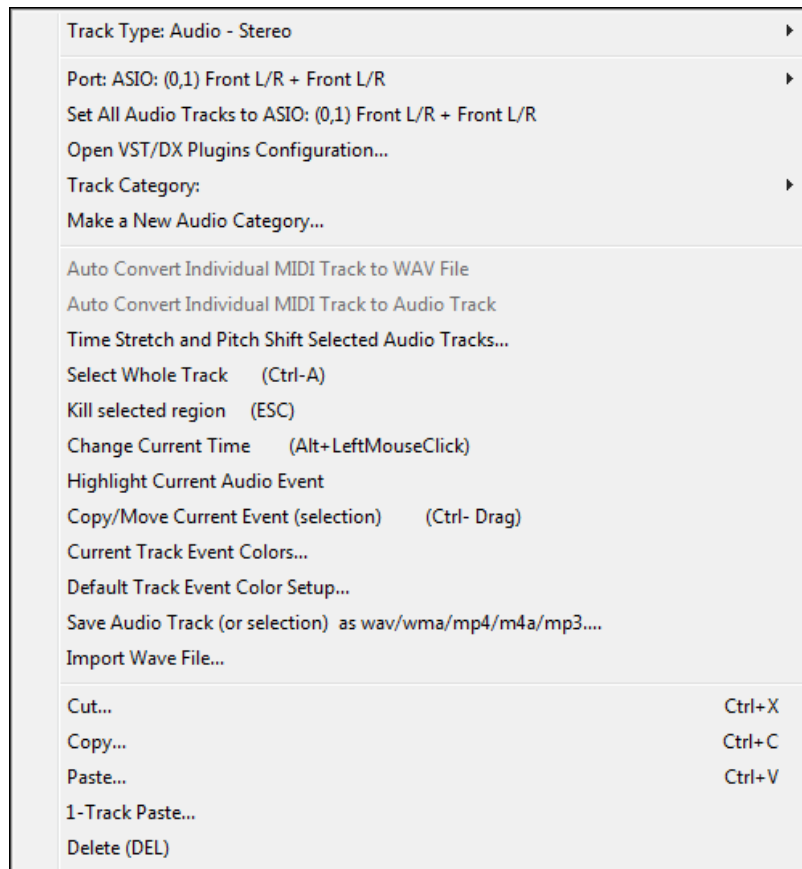 Track Type: Audio - Stereo
Port: ASIO: (0,1) Front L/R + Front L/R
Set All Audio Tracks to ASIO: (0,1) Front L/R + Front L/R
Open VST/DX Plugins Configuration...
Track Category:
Make a New Audio Category...
Auto Convert Individual MIDI Track to WAV File
Auto Convert Individual MIDI Track to Audio Track
Time Stretch and Pitch Shift Selected Audio Tracks...
Select Whole Track (Ctrl-A)
Kill selected region (ESC)
Change Current Time (Alt+LeftMouseClick)
Highlight Current Audio Event
Copy/Move Current Event (selection) (Ctrl- Drag)
Current Track Event Colors...
Default Track Event Color Setup...
Save Audio Track (or selection) as wav/wma/mp4/m4a/mp3....
Import Wave File...
Cut... Ctrl+X
Copy... Ctrl+C
Paste... Ctrl+V
1-Track Paste...
Delete (DEL)